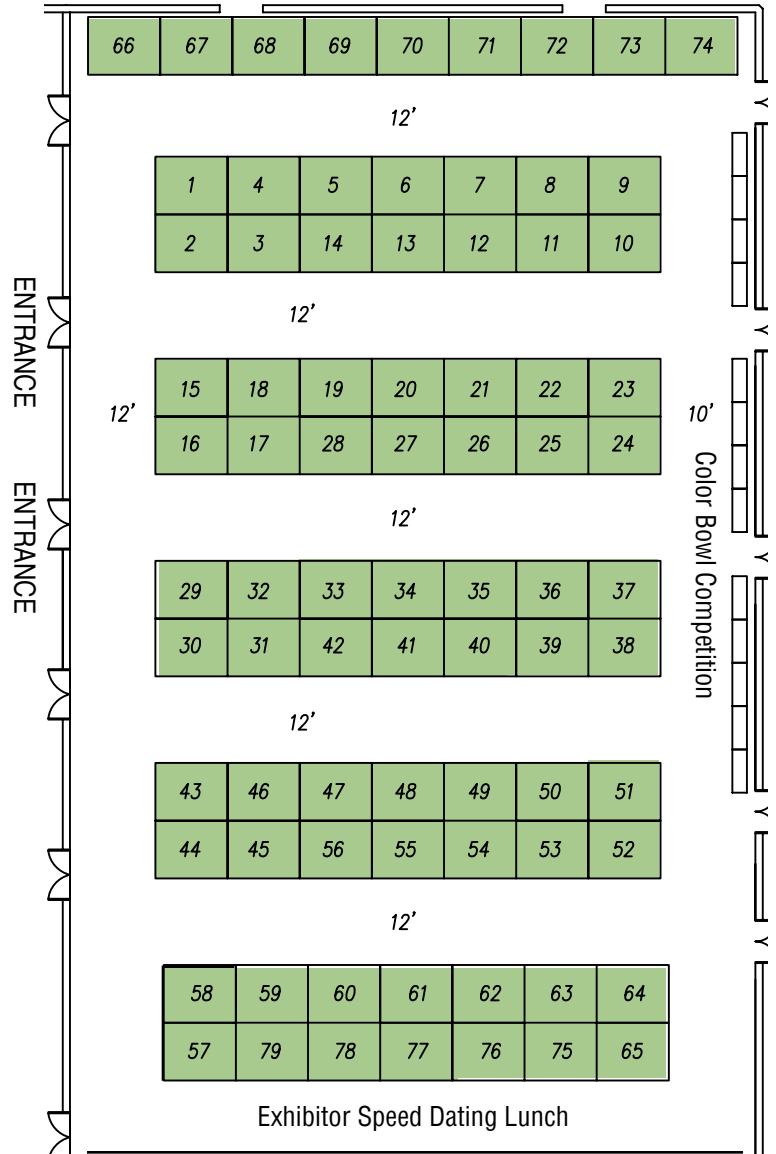 66 67 68 69 70 71 72 73 74
12’
1 4 5 6 7 8 9
2 3 14 13 12 11 10
12’
ENTRANCE
15 18 19 20 21 22 23
12’
10’
16 17 28 27 26 25 24
Color Bowl Competition
ENTRANCE
12’
29 32 33 34 35 36 37
30 31 42 41 40 39 38
12’
43 46 47 48 49 50 51
44 45 56 55 54 53 52
12’
58 59 60 61 62 63 64
57 79 78 77 76 75 65
Exhibitor Speed Dating Lunch